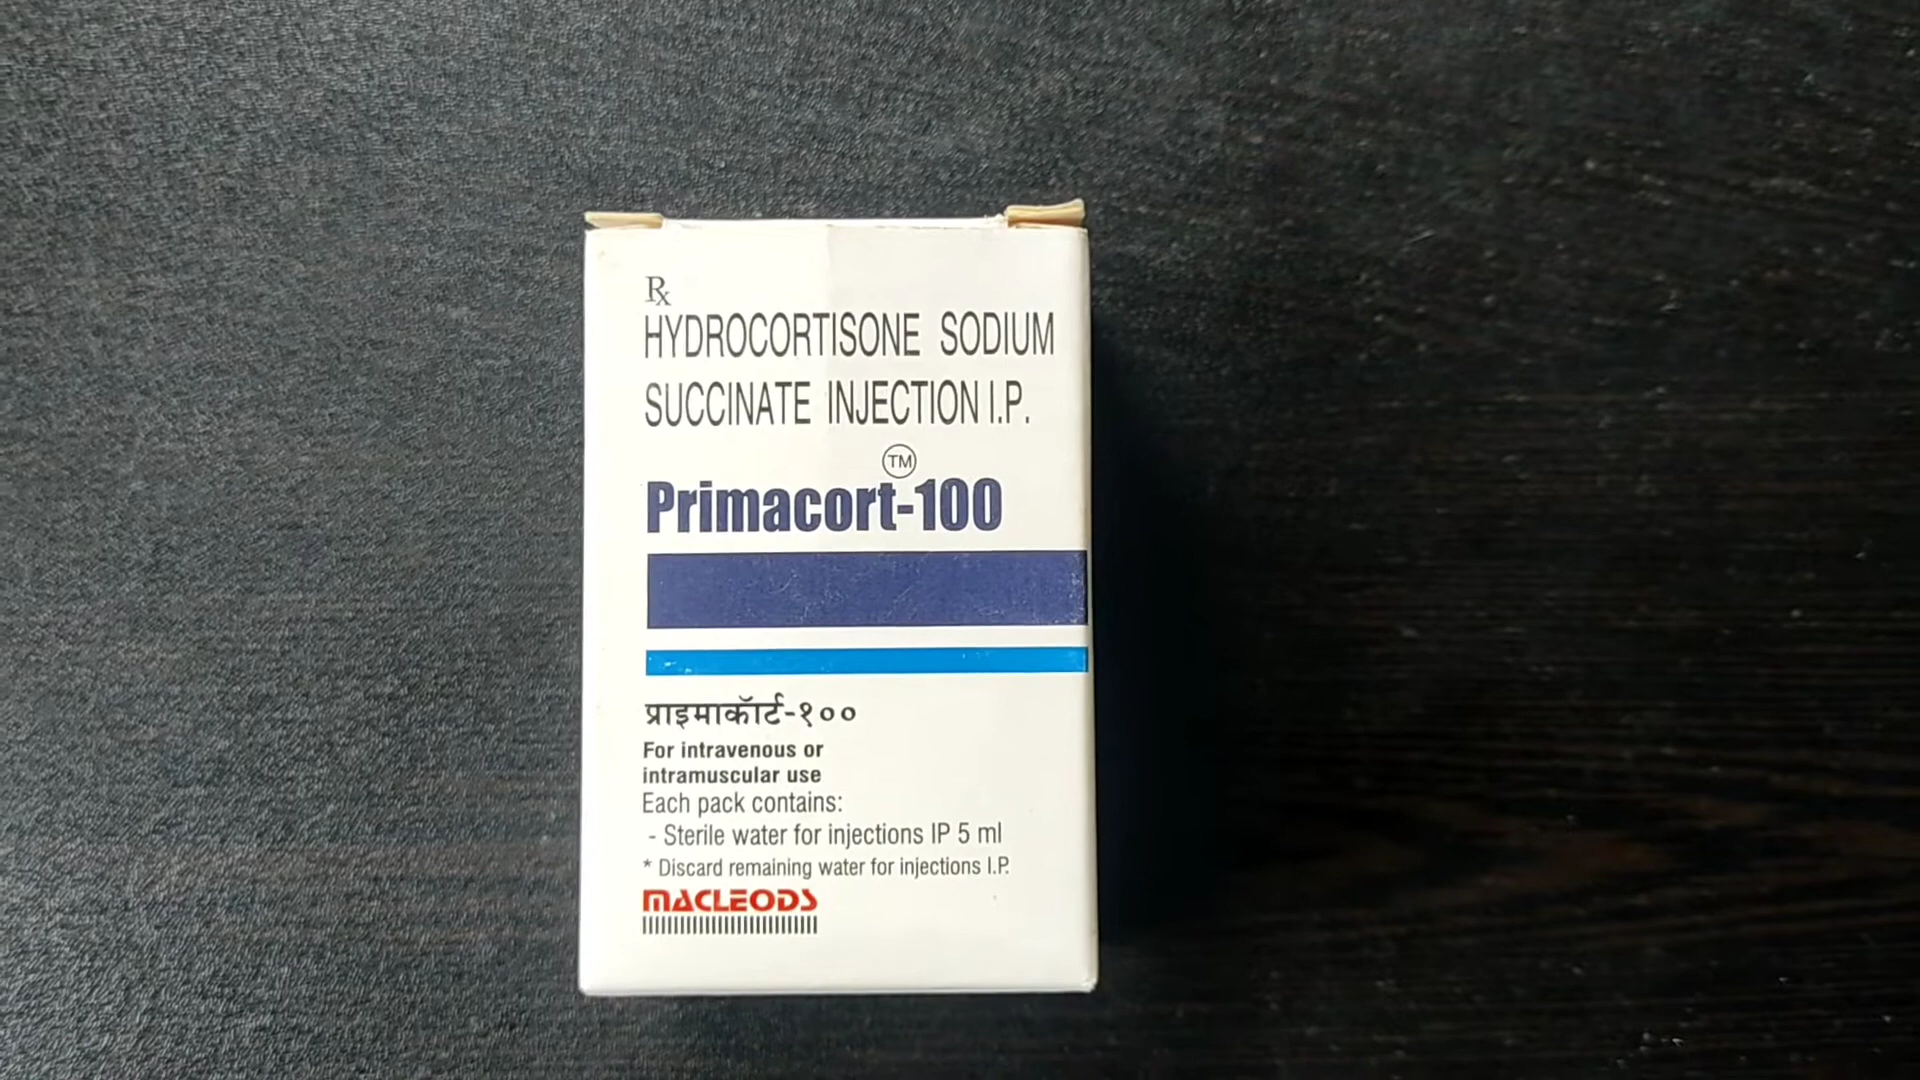 Rx
HYDROCORTISONE SODIUM
SUCCINATE INJECTION I.P.
TM
Primacort-100
प्राइमाकॉर्ट-१००
For intravenous or
intramuscular use
Each pack contains:
- Sterile water for injections IP 5 ml
* Discard remaining water for injections I.P.
MACLEODS